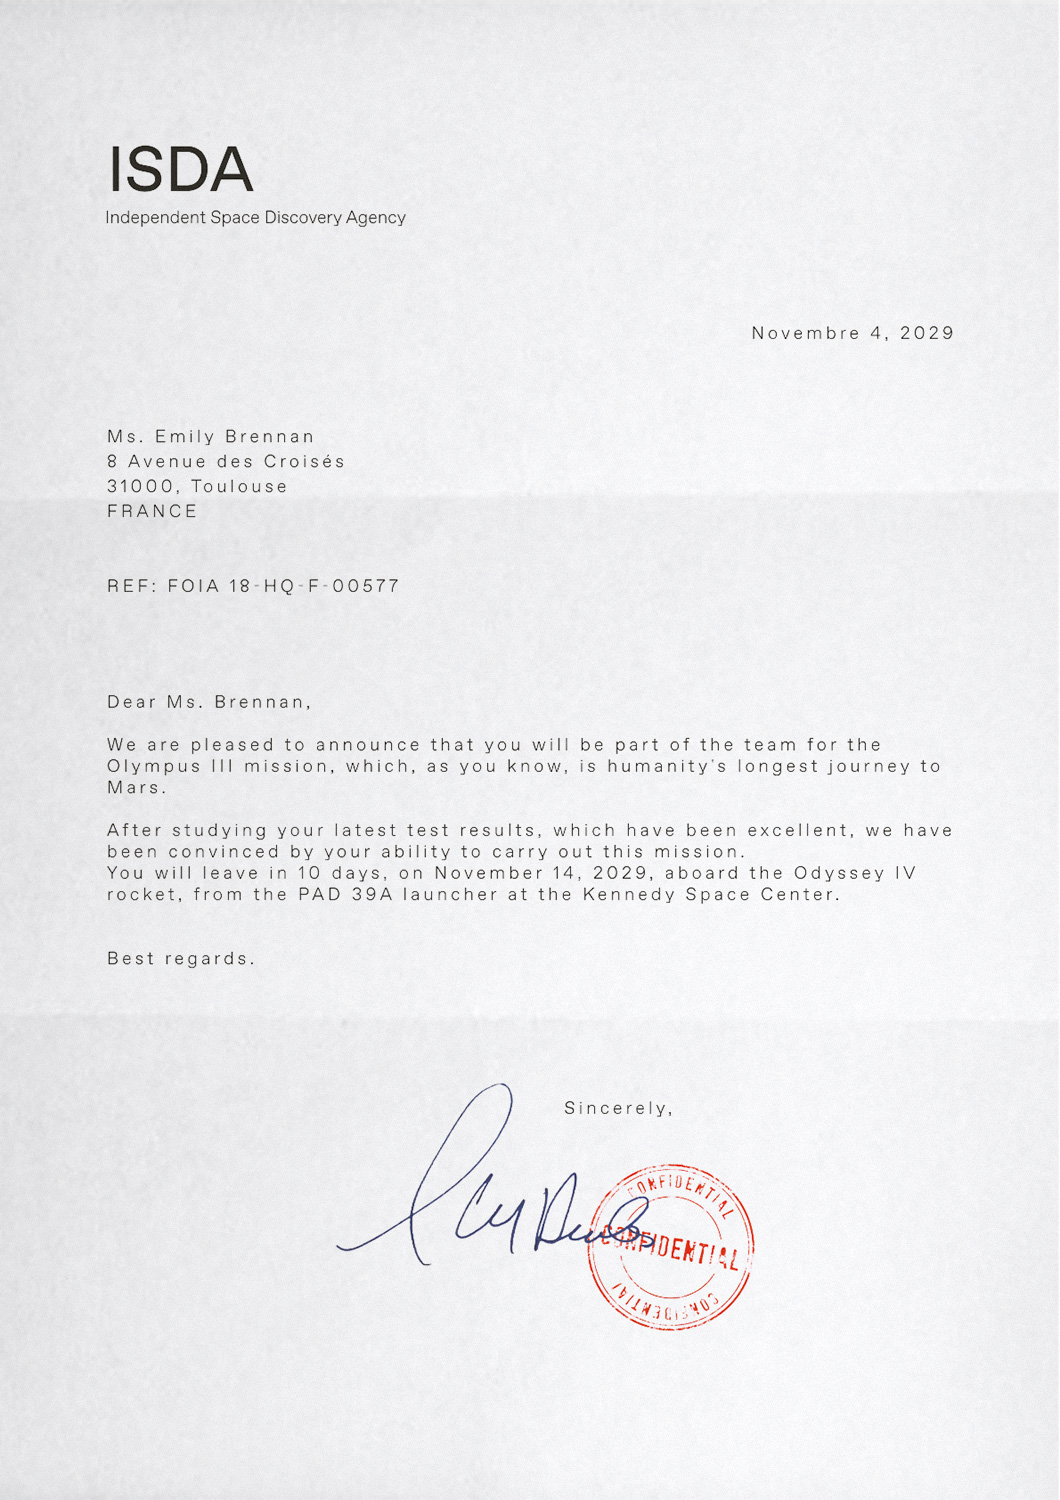 ISDA
Independent Space Discovery Agency
Novembre 4, 2029
Ms. Emily Brennan
8 Avenue des Croisés
31000, Toulouse
FRANCE
REF: FOIA 18-HQ-F-00577
Dear Ms. Brennan,
We are pleased to announce that you will be part of the team for the
Olympus III mission, which, as you know, is humanity's longest journey to
Mars.
After studying your latest test results, which have been excellent, we have
been convinced by your ability to carry out this mission.
You will leave in 10 days, on November 14, 2029, aboard the Odyssey IV
rocket, from the PAD 39A launcher at the Kennedy Space Center.
Best regards.
Sincerely,
CONFIDENTIAL
CONFIDENTIAL
CONFIDENTIAL